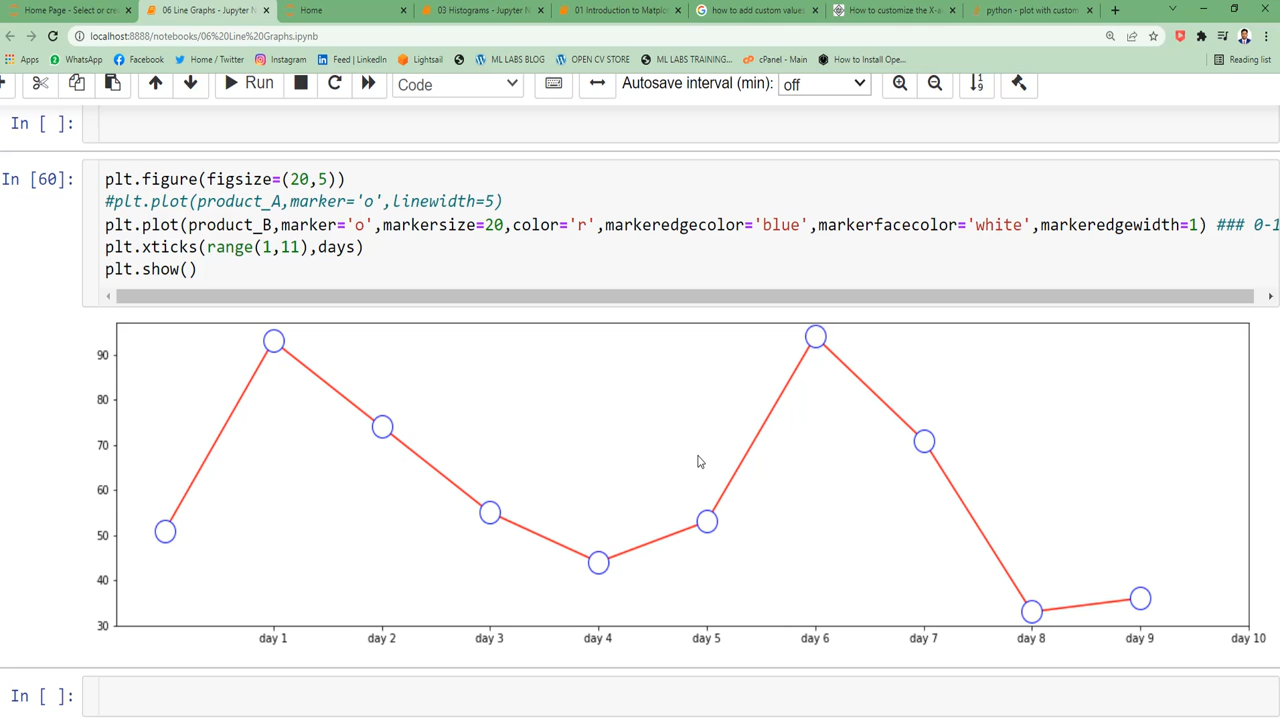 Home Page - Select or cre
06 Line Graphs - Jupyter N
Home
03 Histograms - Jupyter N
01 Introduction to Matplo
how to add custom values
How to customize the X-a
python - plot with custom
localhost:8888/notebooks/06%20Line%20Graphs.ipynb
Apps WhatsApp Facebook Home / Twitter Instagram Feed | LinkedIn Lightsail ML LABS BLOG OPEN CV STORE ML LABS TRAINING... cPanel - Main How to Install Ope... Reading list
Run Code Autosave interval (min): off
In [ ]:
In [60]:
plt.figure(figsize=(20,5))
#plt.plot(product_A,marker='o',linewidth=5)
plt.plot(product_B,marker='o',markersize=20,color='r',markeredgecolor='blue',markerfacecolor='white',markeredgewidth=1) ### 0-1
plt.xticks(range(1,11),days)
plt.show()
90
80
70
60
50
40
30
day 1 day 2 day 3 day 4 day 5 day 6 day 7 day 8 day 9 day 10
In [ ]: